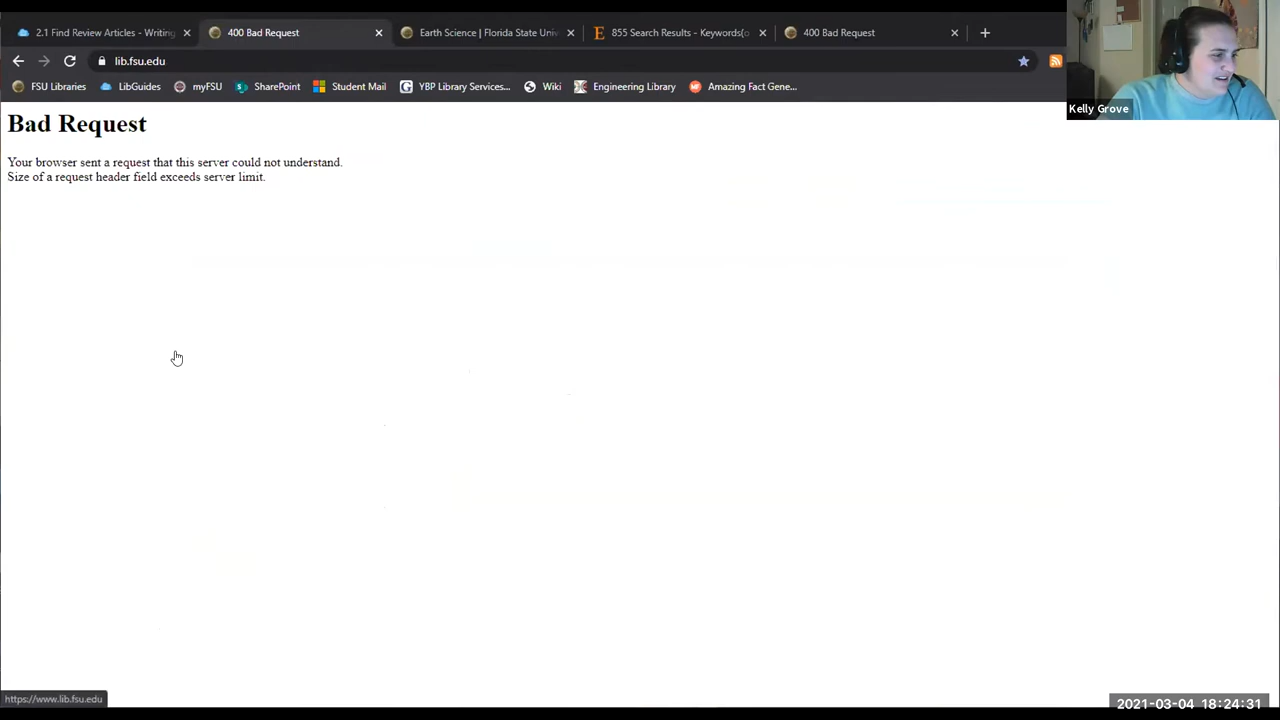 2.1 Find Review Articles - Writing
400 Bad Request
Earth Science | Florida State Univ
855 Search Results - Keywords(o
400 Bad Request
lib.fsu.edu
FSU Libraries
LibGuides
myFSU
SharePoint
Student Mail
YBP Library Services...
Wiki
Engineering Library
Amazing Fact Gene...
Kelly Grove
Bad Request
Your browser sent a request that this server could not understand.
Size of a request header field exceeds server limit.
https://www.lib.fsu.edu
2021-03-04 18:24:31